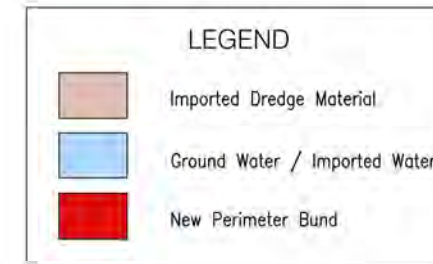 LEGEND
Imported Dredge Material
Ground Water / Imported Water
New Perimeter Bund